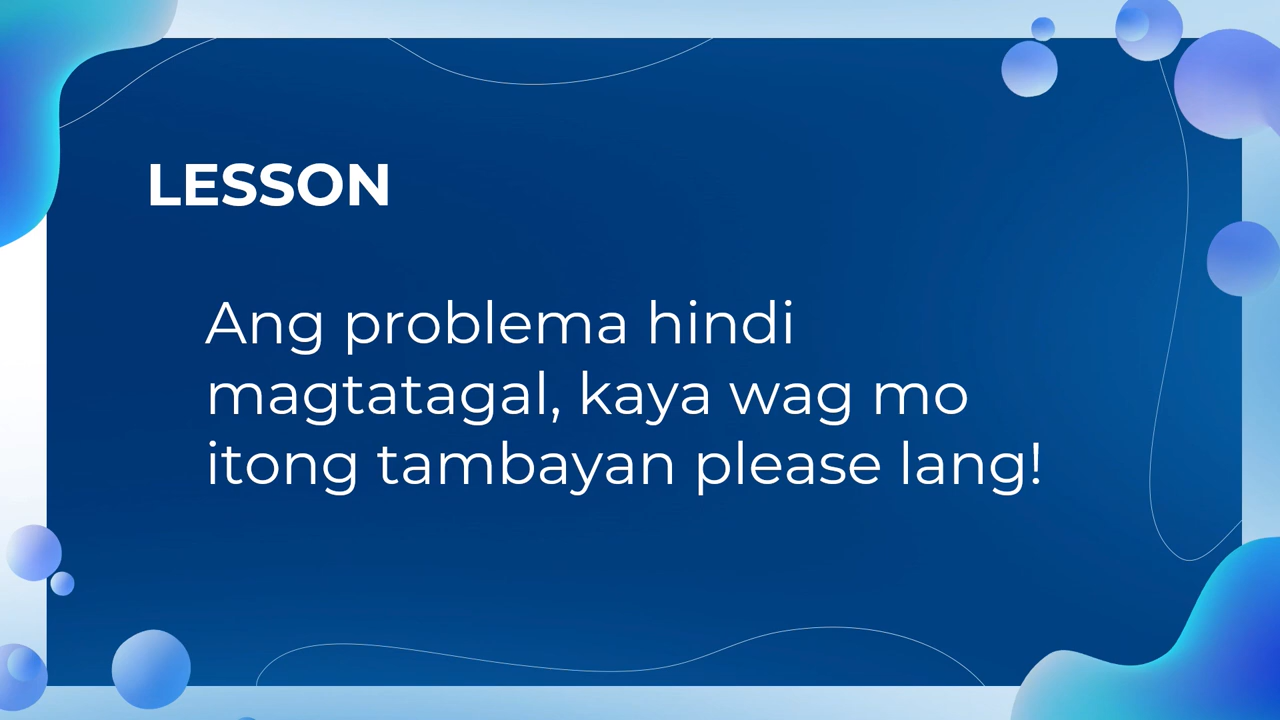 LESSON
Ang problema hindi
magtatagal, kaya wag mo
itong tambayan please lang!